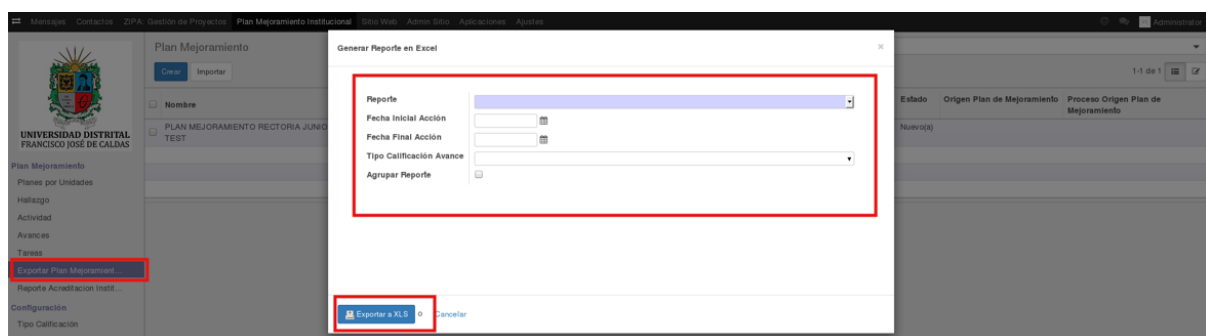 Mensajes Contactos ZIPA: Gestión de Proyectos Plan Mejoramiento Institucional Sitio Web Admin Sitio Aplicaciones Ajustes Administrator
UNIVERSIDAD DISTRITAL
FRANCISCO JOSÉ DE CALDAS
Plan Mejoramiento
Planes por Unidades
Hallazgo
Actividad
Avances
Tareas
Exportar Plan Mejoramient...
Reporte Acreditacion Instit...
Configuración
Tipo Calificación
Plan Mejoramiento
Crear Importar
1-1 de 1
Nombre
Estado Origen Plan de Mejoramiento Proceso Origen Plan de
Mejoramiento
PLAN MEJORAMIENTO RECTORIA JUNIO
TEST
Nuevo(a)
Generar Reporte en Excel ×
Reporte
Fecha Inicial Acción
Fecha Final Acción
Tipo Calificación Avance
Agrupar Reporte
Exportar a XLS o Cancelar